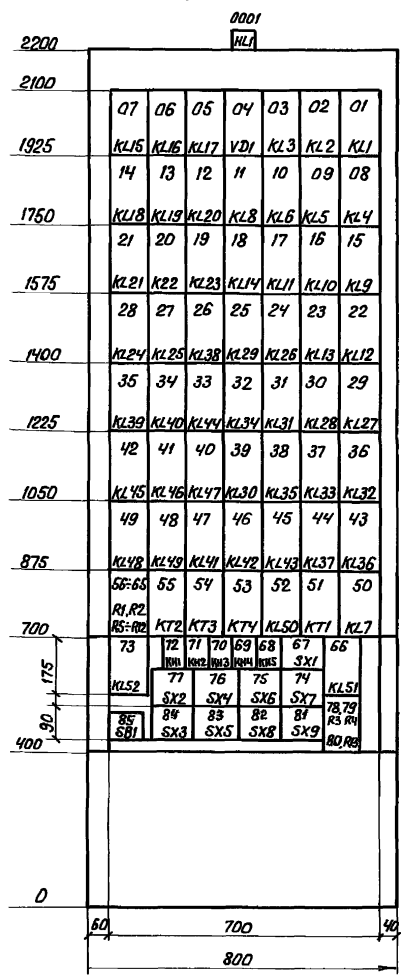 0001
HL1
2200
2100
07 06 05 04 03 02 01
KL15 KL16 KL17 VD1 KL3 KL2 KL1
1925
14 13 12 11 10 09 08
KL18 KL19 KL20 KL8 KL6 KL5 KL4
1750
21 20 19 18 17 16 15
KL21 K22 KL23 KL14 KL11 KL10 KL9
1575
28 27 26 25 24 23 22
KL24 KL25 KL38 KL29 KL26 KL13 KL12
1400
35 34 33 32 31 30 29
KL39 KL40 KL44 KL34 KL31 KL28 KL27
1225
42 41 40 39 38 37 36
KL45 KL46 KL47 KL30 KL35 KL33 KL32
1050
49 48 47 46 45 44 43
KL48 KL49 KL41 KL42 KL43 KL37 KL36
875
56÷65 55 54 53 52 51 50
R1, R2
R5÷R12 KT2 KT3 KT4 KL50 KT1 KL7
700
73 72 71 70 69 68 67 66
KH1 KH2 KH3 KH4 KH5 SX1
175
77 76 75 74
KL52 SX2 SX4 SX6 SX7 KL51
90
85 84 83 82 81 78,79
SB1 SX3 SX5 SX8 SX9 R3 R4
80, R13
400
0
60 700 40
800